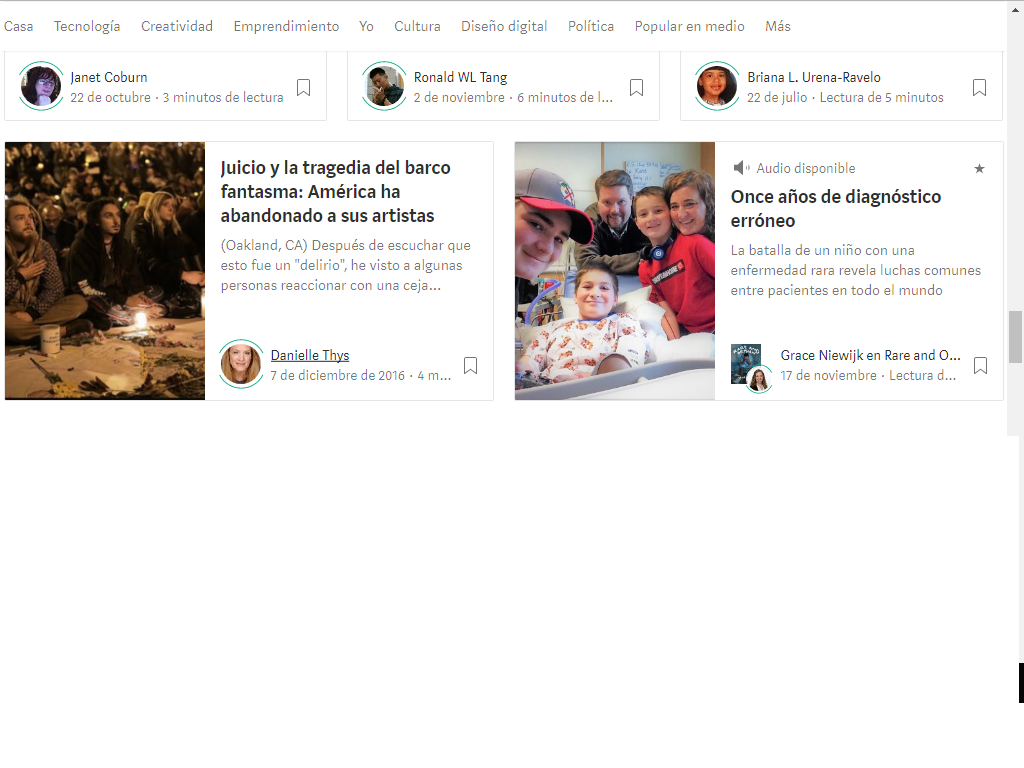 Casa Tecnología Creatividad Emprendimiento Yo Cultura Diseño digital Política Popular en medio Más
Janet Coburn
22 de octubre · 3 minutos de lectura
Ronald WL Tang
2 de noviembre · 6 minutos de l...
Briana L. Urena-Ravelo
22 de julio · Lectura de 5 minutos
Juicio y la tragedia del barco
fantasma: América ha
abandonado a sus artistas
(Oakland, CA) Después de escuchar que
esto fue un "delirio", he visto a algunas
personas reaccionar con una ceja...
Danielle Thys
7 de diciembre de 2016 · 4 m...
Audio disponible
Once años de diagnóstico
erróneo
La batalla de un niño con una
enfermedad rara revela luchas comunes
entre pacientes en todo el mundo
Grace Niewijk en Rare and O...
17 de noviembre · Lectura d...